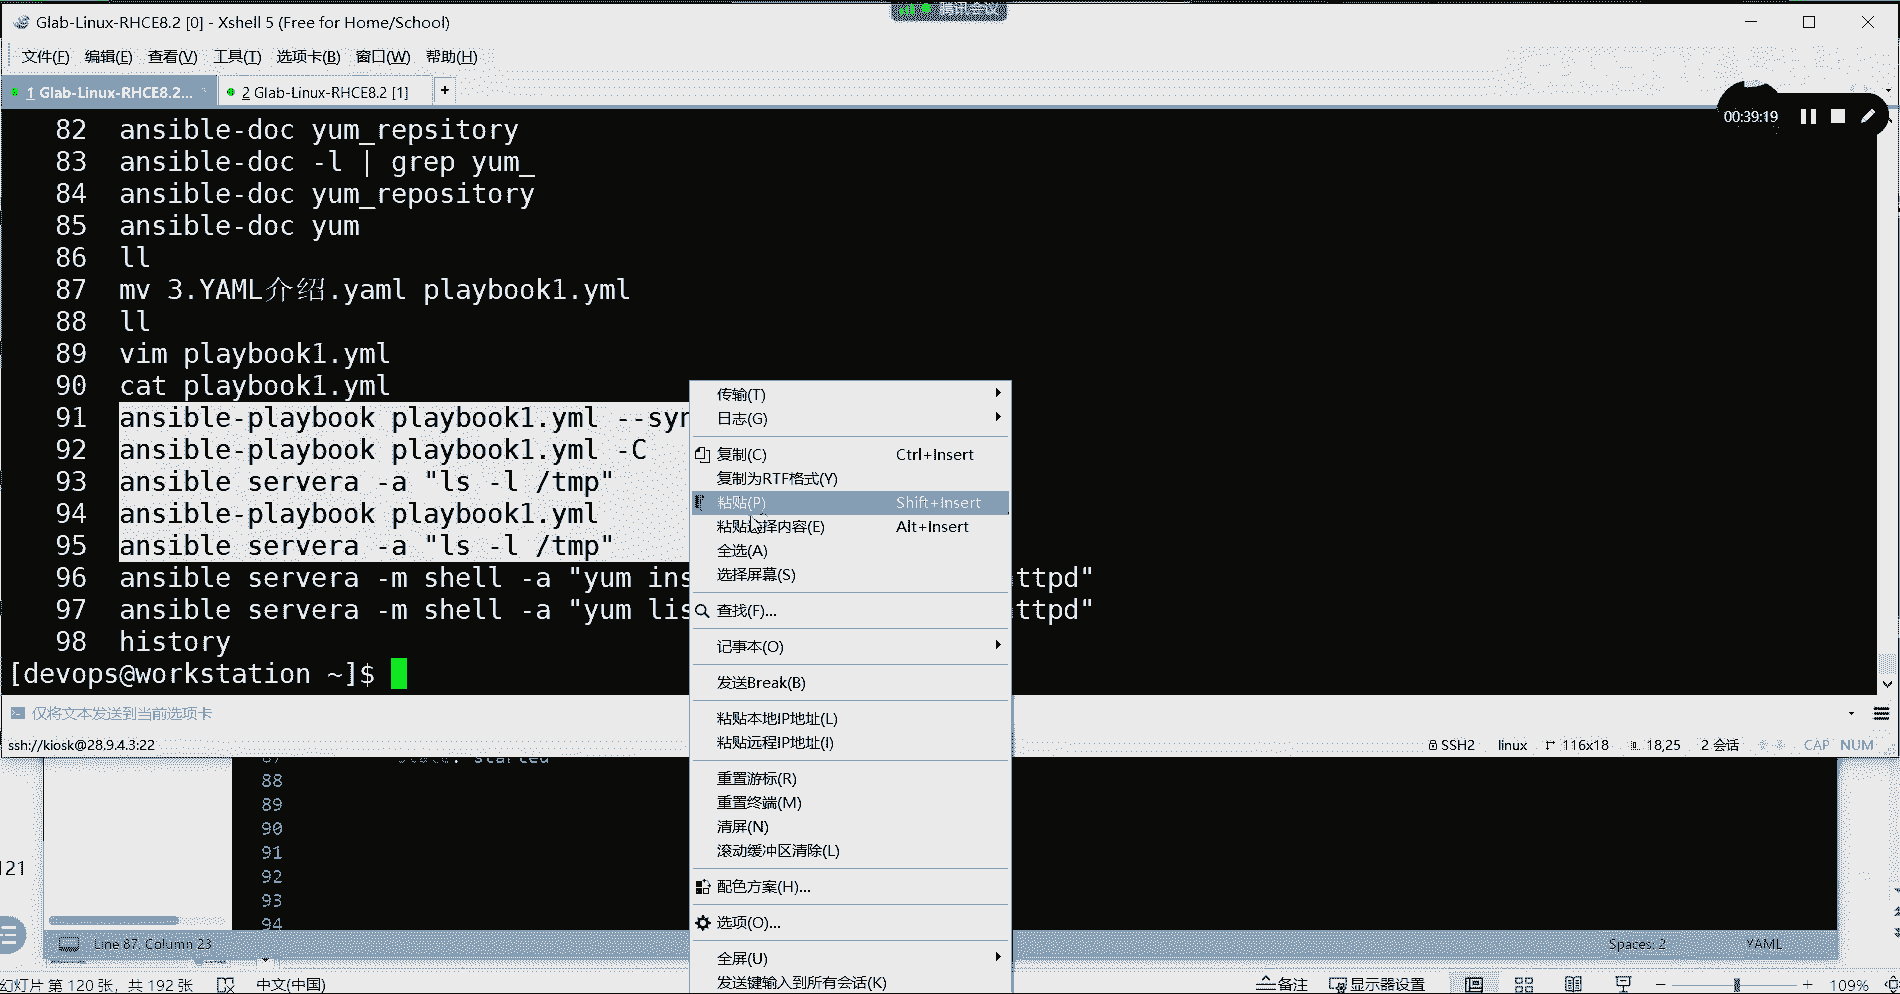 腾讯会议
Glab-Linux-RHCE8.2 [0] - Xshell 5 (Free for Home/School)
文件(F) 编辑(E) 查看(V) 工具(T) 选项卡(B) 窗口(W) 帮助(H)
1 Glab-Linux-RHCE8.2... 2 Glab-Linux-RHCE8.2 [1] +
00:39:19
82 ansible-doc yum_repsitory
83 ansible-doc -l | grep yum_
84 ansible-doc yum_repository
85 ansible-doc yum
86 ll
87 mv 3.YAML介绍.yaml playbook1.yml
88 ll
89 vim playbook1.yml
90 cat playbook1.yml
91 ansible-playbook playbook1.yml --syn
92 ansible-playbook playbook1.yml -C
93 ansible servera -a "ls -l /tmp"
94 ansible-playbook playbook1.yml
95 ansible servera -a "ls -l /tmp"
96 ansible servera -m shell -a "yum ins ttpd"
97 ansible servera -m shell -a "yum lis ttpd"
98 history
[devops@workstation ~]$
传输(T)
日志(G)
复制(C) Ctrl+Insert
复制为RTF格式(Y)
粘贴(P) Shift+Insert
粘贴选择内容(E) Alt+Insert
全选(A)
选择屏幕(S)
查找(F)...
记事本(O)
发送Break(B)
粘贴本地IP地址(L)
粘贴远程IP地址(I)
重置游标(R)
重置终端(M)
清屏(N)
滚动缓冲区清除(L)
配色方案(H)...
选项(O)...
全屏(U)
发送键输入到所有会话(K)
仅将文本发送到当前选项卡
ssh://kiosk@28.9.4.3:22 SSH2 linux 116x18 18,25 2 会话 CAP NUM
87 state: started
88
89
90
91
92
93
94
121
Line 87, Column 23 Spaces: 2 YAML
幻灯片 第 120 张，共 192 张 中文(中国) 备注 显示器设置 109%